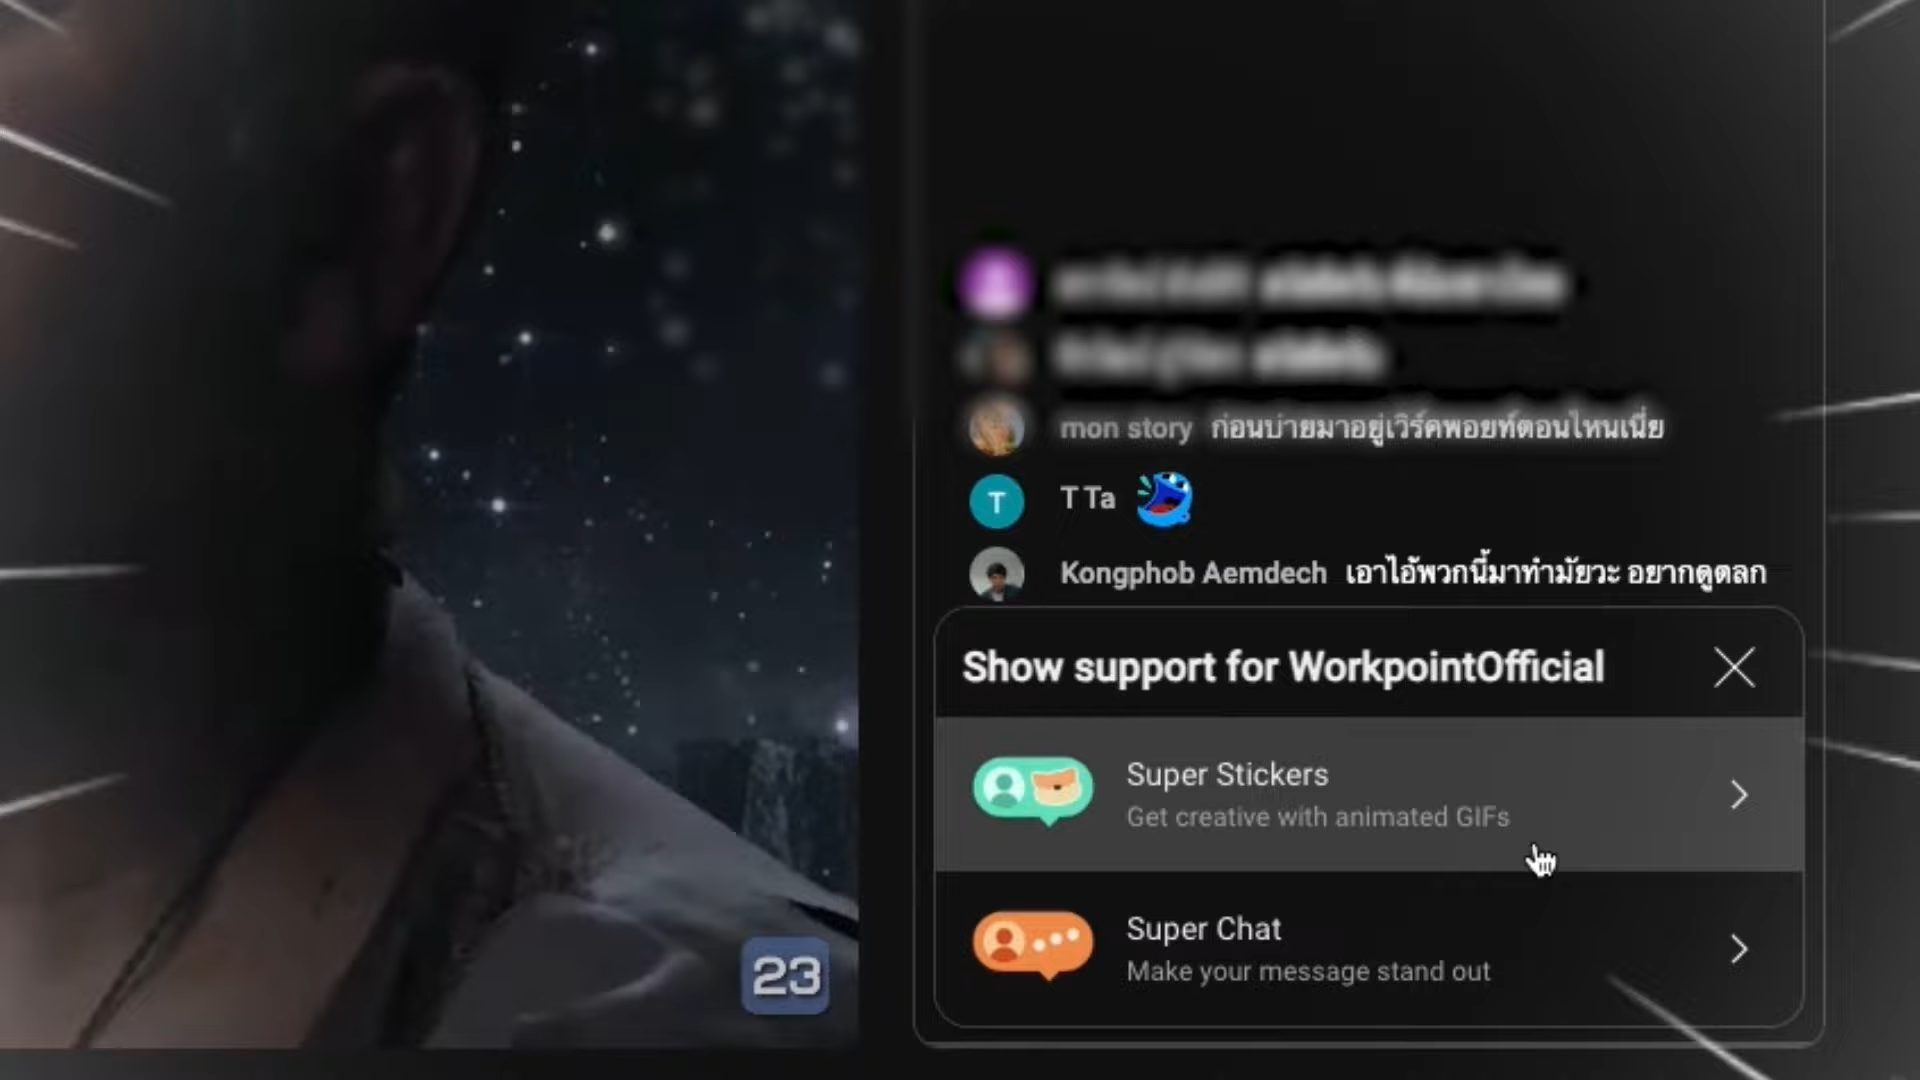 mon story ก่อนบ่ายมาอยู่เวิร์คพอยท์ตอนไหนเนี่ย
T
T Ta
Kongphob Aemdech เอาไอ้พวกนี้มาทำมัยวะ อยากดูตลก
Show support for WorkpointOfficial
Super Stickers
Get creative with animated GIFs
Super Chat
Make your message stand out
23